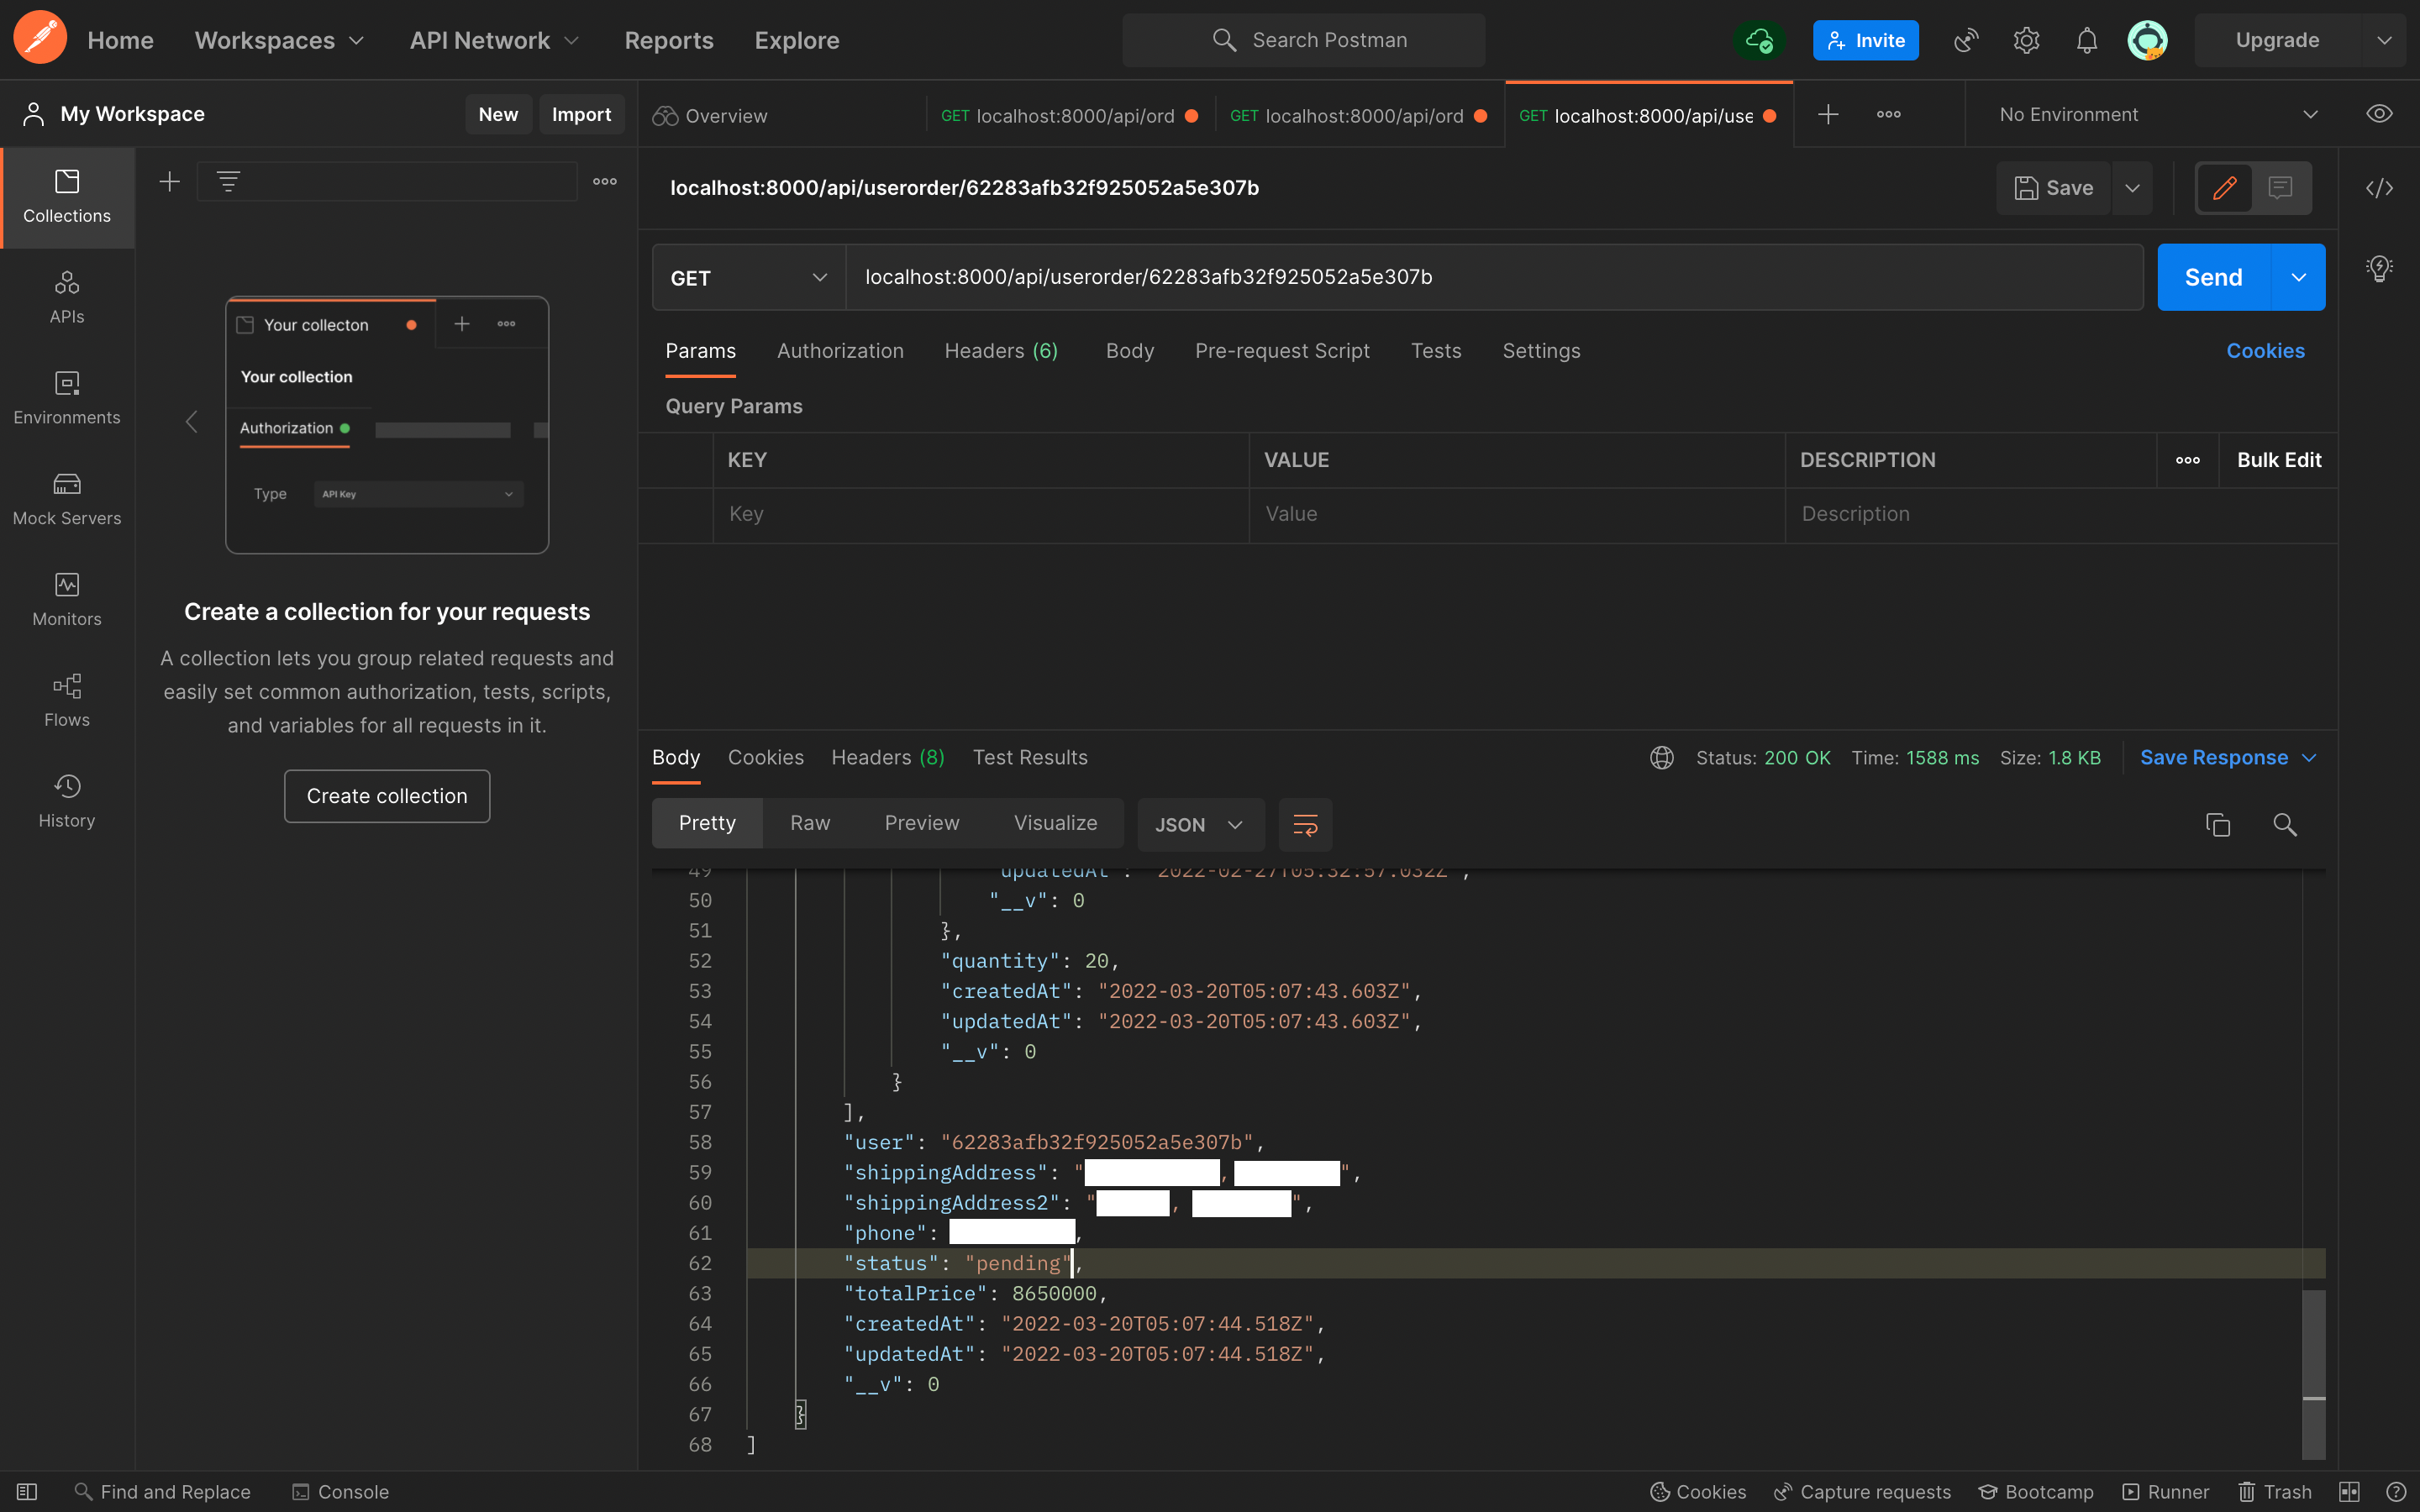 Home
Workspaces
API Network
Reports
Explore
Search Postman
Invite
Upgrade
My Workspace
New
Import
Overview
GET localhost:8000/api/ord
GET localhost:8000/api/ord
GET localhost:8000/api/use
No Environment
Collections
APIs
Environments
Mock Servers
Monitors
Flows
History
Your collecton
Your collection
Authorization
Type
API Key
Create a collection for your requests
A collection lets you group related requests and
easily set common authorization, tests, scripts,
and variables for all requests in it.
Create collection
localhost:8000/api/userorder/62283afb32f925052a5e307b
Save
GET
localhost:8000/api/userorder/62283afb32f925052a5e307b
Send
Params
Authorization
Headers (6)
Body
Pre-request Script
Tests
Settings
Cookies
Query Params
KEY
VALUE
DESCRIPTION
Bulk Edit
Key
Value
Description
Body
Cookies
Headers (8)
Test Results
Status: 200 OK
Time: 1588 ms
Size: 1.8 KB
Save Response
Pretty
Raw
Preview
Visualize
JSON
49 "updatedAt": "2022-02-27T05:32:57.032Z",
50 "__v": 0
51 },
52 "quantity": 20,
53 "createdAt": "2022-03-20T05:07:43.603Z",
54 "updatedAt": "2022-03-20T05:07:43.603Z",
55 "__v": 0
56 }
57 ],
58 "user": "62283afb32f925052a5e307b",
59 "shippingAddress": " , ",
60 "shippingAddress2": " , ",
61 "phone": ,
62 "status": "pending",
63 "totalPrice": 8650000,
64 "createdAt": "2022-03-20T05:07:44.518Z",
65 "updatedAt": "2022-03-20T05:07:44.518Z",
66 "__v": 0
67 }
68 ]
Find and Replace
Console
Cookies
Capture requests
Bootcamp
Runner
Trash